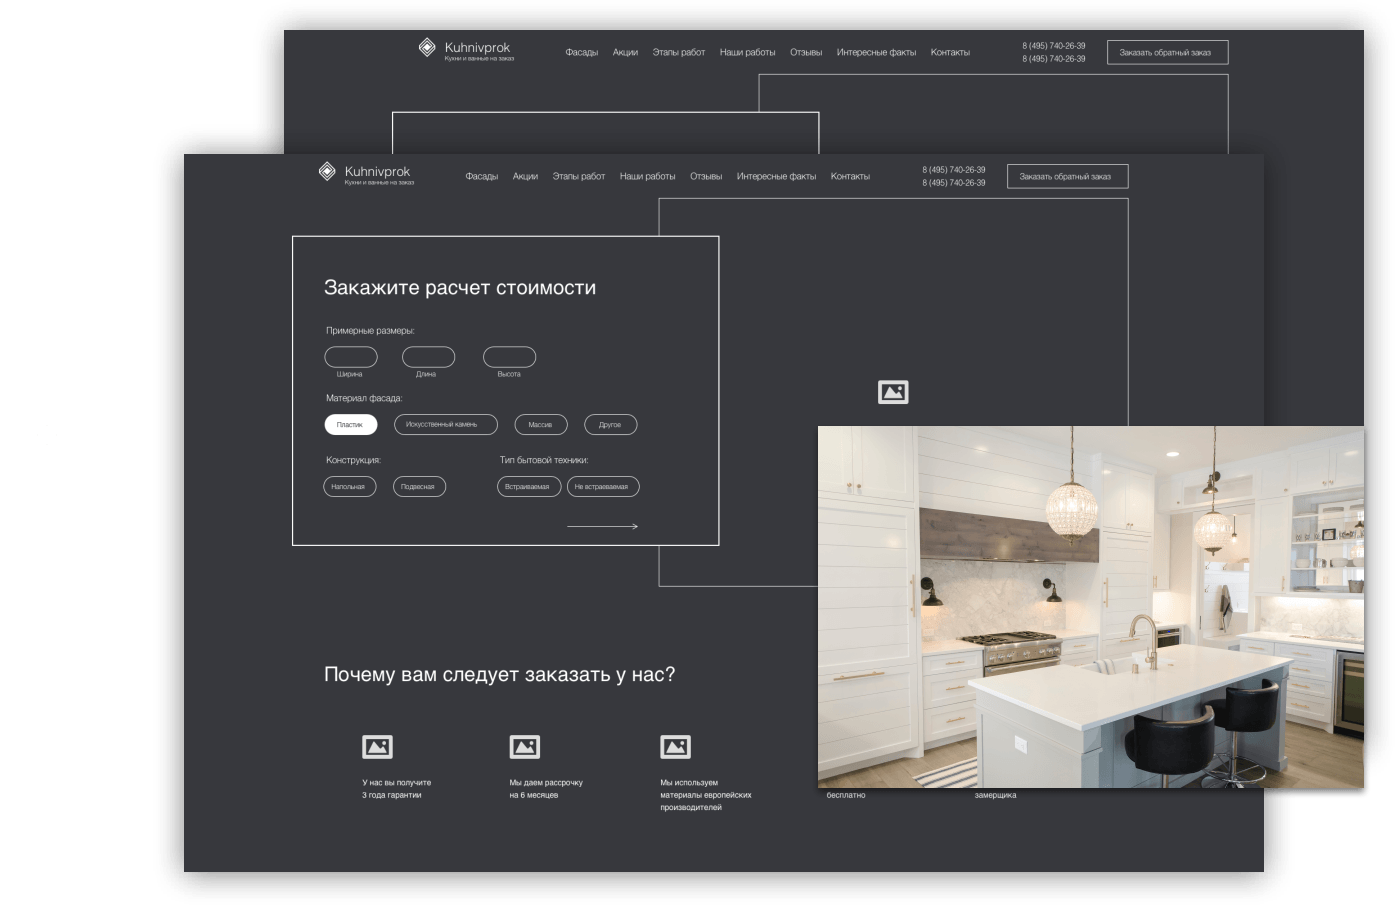 Kuhnivprok
Кухни и ванные на заказ
Фасады Акции Этапы работ Наши работы Отзывы Интересные факты Контакты
8 (495) 740-26-39
8 (495) 740-26-39
Заказать обратный заказ
Kuhnivprok
Кухни и ванные на заказ
Фасады Акции Этапы работ Наши работы Отзывы Интересные факты Контакты
8 (495) 740-26-39
8 (495) 740-26-39
Заказать обратный заказ
Закажите расчет стоимости
Примерные размеры:
Ширина Длина Высота
Материал фасада:
Пластик Искусственный камень Массив Другое
Конструкция:
Напольная Подвесная
Тип бытовой техники:
Встраиваемая Не встраеваемая
Почему вам следует заказать у нас?
У нас вы получите
3 года гарантии
Мы даем рассрочку
на 6 месяцев
Мы используем
материалы европейских
производителей
бесплатно
замерщика